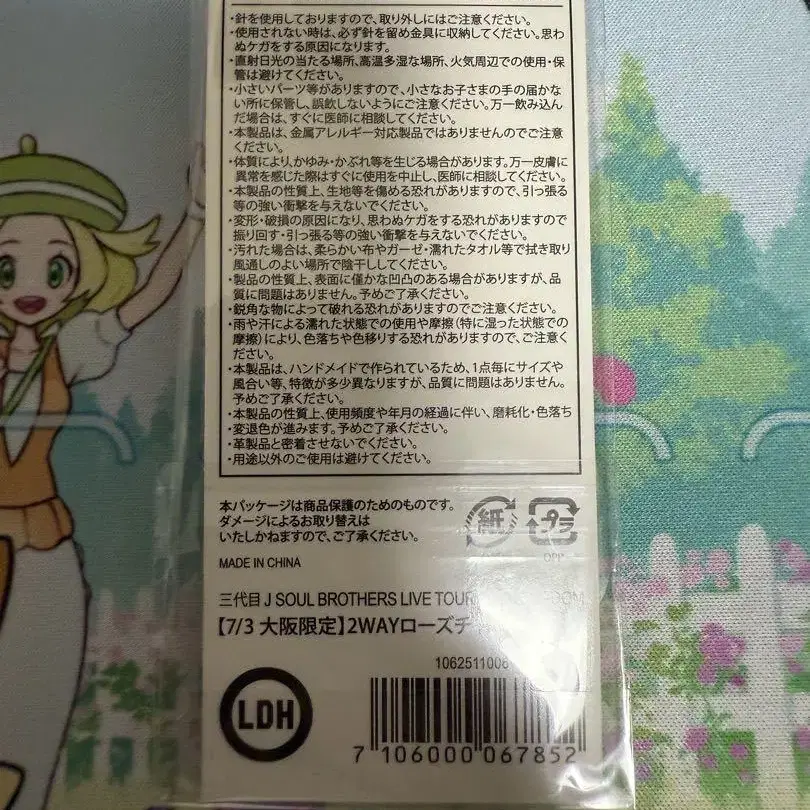 ・針を使用しておりますので、取り外しにはご注意ください。
・使用されない時は、必ず針を留め金具に収納してください。思わ
ぬケガをする原因になります。
・直射日光の当たる場所、高温多湿な場所、火気周辺での使用・保
管は避けてください。
・小さいパーツ等がありますので、小さなお子さまの手の届かな
い所に保管し、誤飲しないようにご注意ください。万一飲み込ん
だ場合は、すぐに医師に相談してください。
・本製品は、金属アレルギー対応製品ではありませんのでご注意
ください。
・体質により、かゆみ・かぶれ等を生じる場合があります。万一皮膚に
異常を感じた際はすぐに使用を中止し、医師に相談してください。
・本製品の性質上、生地等を傷める恐れがありますので、引っ張る
等の強い衝撃を与えないでください。
・変形・破損の原因になり、思わぬケガをする恐れがありますので
振り回す・引っ張る等の強い衝撃を与えないでください。
・汚れた場合は、柔らかい布やガーゼ・濡れたタオル等で拭き取り
風通しのよい場所で陰干ししてください。
・製品の性質上、表面に僅かな凹凸のある場合がありますが、品
質に問題はありません。予めご了承ください。
・鋭角な物によって破れる恐れがありますのでご注意ください。
・雨や汗による濡れた状態での使用や摩擦(特に湿った状態での
摩擦)により、色落ちや色移りする恐れがありますので、ご注意く
ださい。
・本製品は、ハンドメイドで作られているため、1点毎にサイズや
風合い等、特徴が多少異なりますが、品質に問題はありません。
予めご了承ください。
・本製品の性質上、使用頻度や年月の経過に伴い、磨耗化・色落ち
・変退色が進みます。予めご了承ください。
・革製品と密着させないでください。
・用途以外のご使用は避けてください。
本パッケージは商品保護のためのものです。
ダメージによるお取り替えは
いたしかねますので、ご了承ください。
紙 プラ
OPP
MADE IN CHINA
三代目 J SOUL BROTHERS LIVE TOUR
【7/3 大阪限定】2WAYローズチ
1062511006
LDH
7 106000 067852